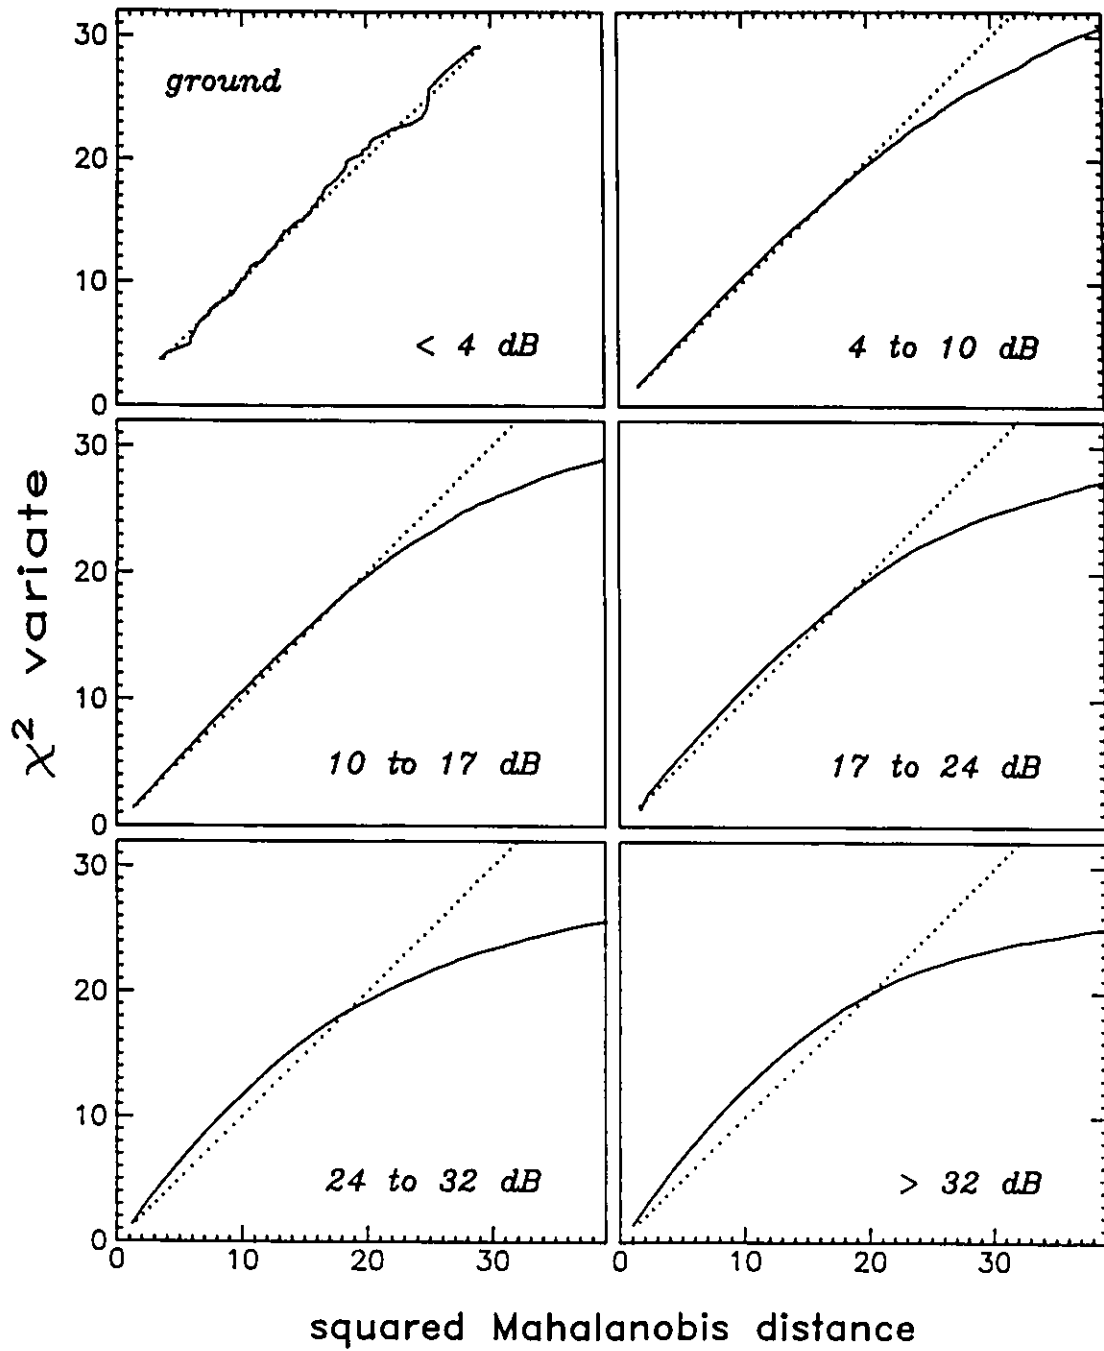 30
20
10
0
ground
< 4 dB
4 to 10 dB
30
20
10
0
10 to 17 dB
17 to 24 dB
30
20
10
0
24 to 32 dB
> 32 dB
0 10 20 30
0 10 20 30
χ² variate
squared Mahalanobis distance